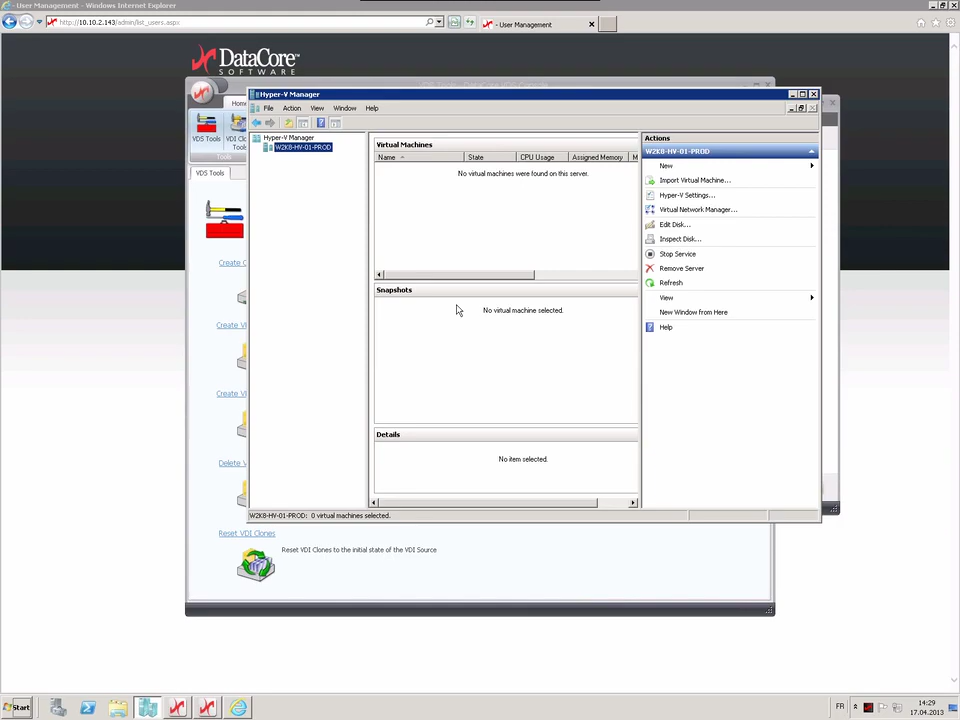 - User Management - Windows Internet Explorer
http://10.10.2.143/admin/list_users.aspx
- User Management
DataCore™
SOFTWARE
Hyper-V Manager
File Action View Window Help
Home
VDS Tools
Tools
VDS Tools
Hyper-V Manager
W2K8-HV-01-PROD
Virtual Machines
Name State CPU Usage Assigned Memory M
No virtual machines were found on this server.
Snapshots
No virtual machine selected.
Details
No item selected.
Actions
W2K8-HV-01-PROD
New
Import Virtual Machine...
Hyper-V Settings...
Virtual Network Manager...
Edit Disk...
Inspect Disk...
Stop Service
Remove Server
Refresh
View
New Window from Here
Help
W2K8-HV-01-PROD: 0 virtual machines selected.
Reset VDI Clones
Reset VDI Clones to the initial state of the VDI Source
Start
FR
14:29
17.04.2013